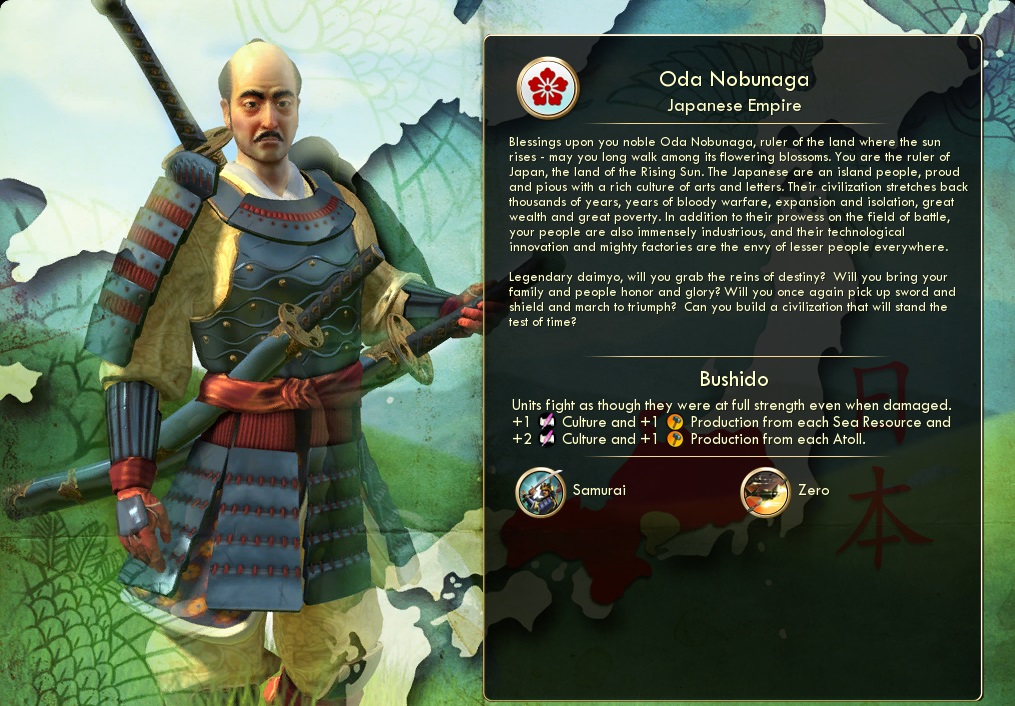 Oda Nobunaga
Japanese Empire
Blessings upon you noble Oda Nobunaga, ruler of the land where the sun
rises - may you long walk among its flowering blossoms. You are the ruler of
Japan, the land of the Rising Sun. The Japanese are an island people, proud
and pious with a rich culture of arts and letters. Their civilization stretches back
thousands of years, years of bloody warfare, expansion and isolation, great
wealth and great poverty. In addition to their prowess on the field of battle,
your people are also immensely industrious, and their technological
innovation and mighty factories are the envy of lesser people everywhere.
Legendary daimyo, will you grab the reins of destiny? Will you bring your
family and people honor and glory? Will you once again pick up sword and
shield and march to triumph? Can you build a civilization that will stand the
test of time?
Bushido
Units fight as though they were at full strength even when damaged.
+1 Culture and +1 Production from each Sea Resource and
+2 Culture and +1 Production from each Atoll.
Samurai
Zero
日
本